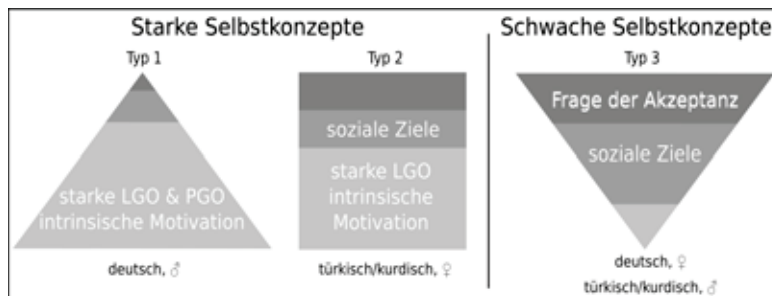 Starke Selbstkonzepte
Schwache Selbstkonzepte
Typ 1
Typ 2
Typ 3
starke LGO & PGO
intrinsische Motivation
soziale Ziele
starke LGO
intrinsische
Motivation
Frage der Akzeptanz
soziale Ziele
deutsch, ♂
türkisch/kurdisch, ♀
deutsch, ♀
türkisch/kurdisch, ♂